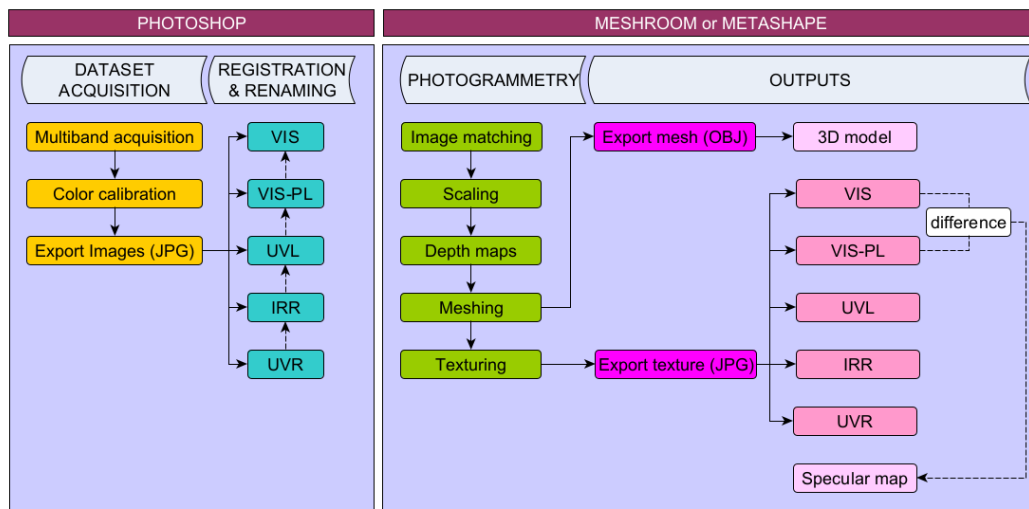 PHOTOSHOP
DATASET
ACQUISITION
REGISTRATION
& RENAMING
Multiband acquisition
Color calibration
Export Images (JPG)
VIS
VIS-PL
UVL
IRR
UVR
MESHROOM or METASHAPE
PHOTOGRAMMETRY
OUTPUTS
Image matching
Scaling
Depth maps
Meshing
Texturing
Export mesh (OBJ)
Export texture (JPG)
3D model
VIS
VIS-PL
UVL
IRR
UVR
difference
Specular map